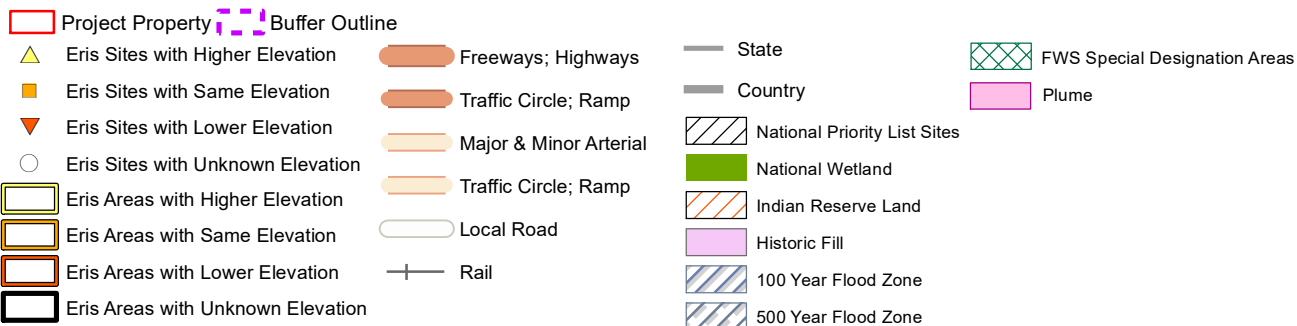 Project Property
Buffer Outline
Eris Sites with Higher Elevation
Eris Sites with Same Elevation
Eris Sites with Lower Elevation
Eris Sites with Unknown Elevation
Eris Areas with Higher Elevation
Eris Areas with Same Elevation
Eris Areas with Lower Elevation
Eris Areas with Unknown Elevation
Freeways; Highways
Traffic Circle; Ramp
Major & Minor Arterial
Traffic Circle; Ramp
Local Road
Rail
State
Country
National Priority List Sites
National Wetland
Indian Reserve Land
Historic Fill
100 Year Flood Zone
500 Year Flood Zone
FWS Special Designation Areas
Plume